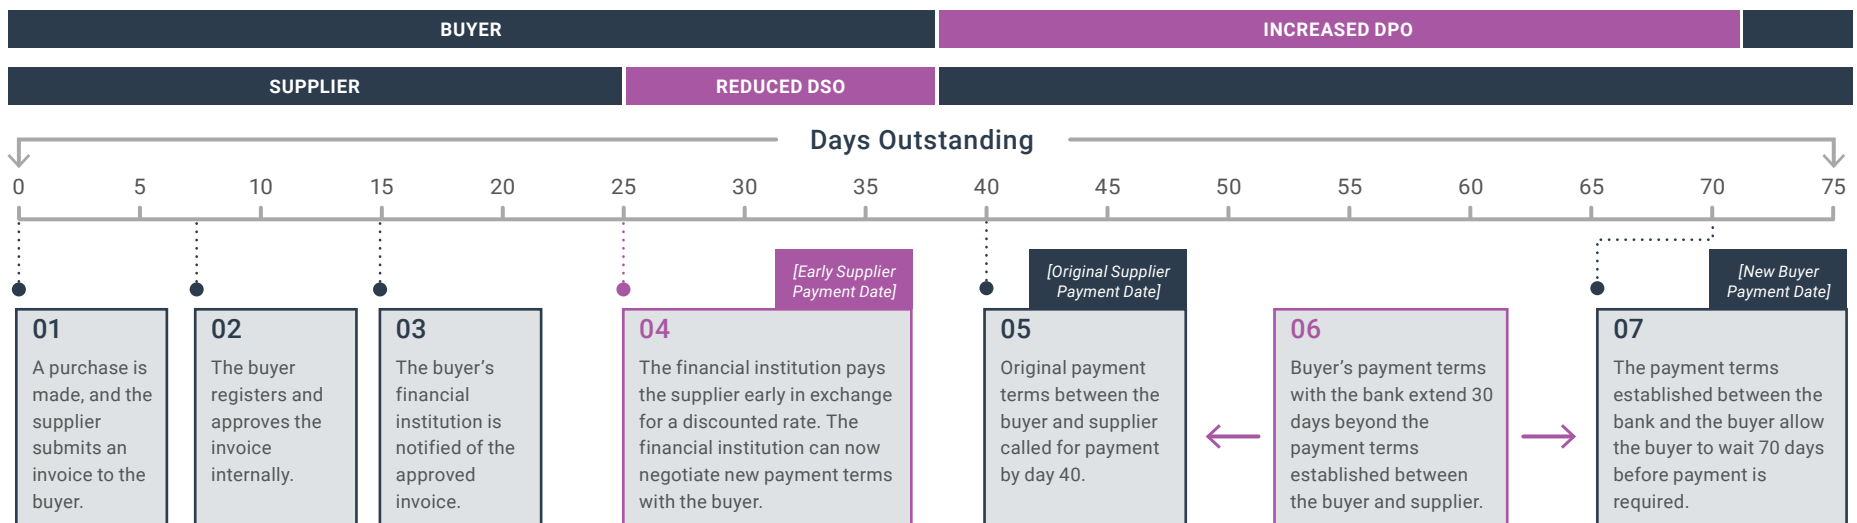 BUYER
INCREASED DPO
SUPPLIER
REDUCED DSO
Days Outstanding
0 5 10 15 20 25 30 35 40 45 50 55 60 65 70 75
01
A purchase is
made, and the
supplier
submits an
invoice to the
buyer.
02
The buyer
registers and
approves the
invoice
internally.
03
The buyer’s
financial
institution is
notified of the
approved
invoice.
[Early Supplier
Payment Date]
04
The financial institution pays
the supplier early in exchange
for a discounted rate. The
financial institution can now
negotiate new payment terms
with the buyer.
[Original Supplier
Payment Date]
05
Original payment
terms between the
buyer and supplier
called for payment
by day 40.
06
Buyer’s payment terms
with the bank extend 30
days beyond the
payment terms
established between
the buyer and supplier.
[New Buyer
Payment Date]
07
The payment terms
established between the
bank and the buyer allow
the buyer to wait 70 days
before payment is
required.